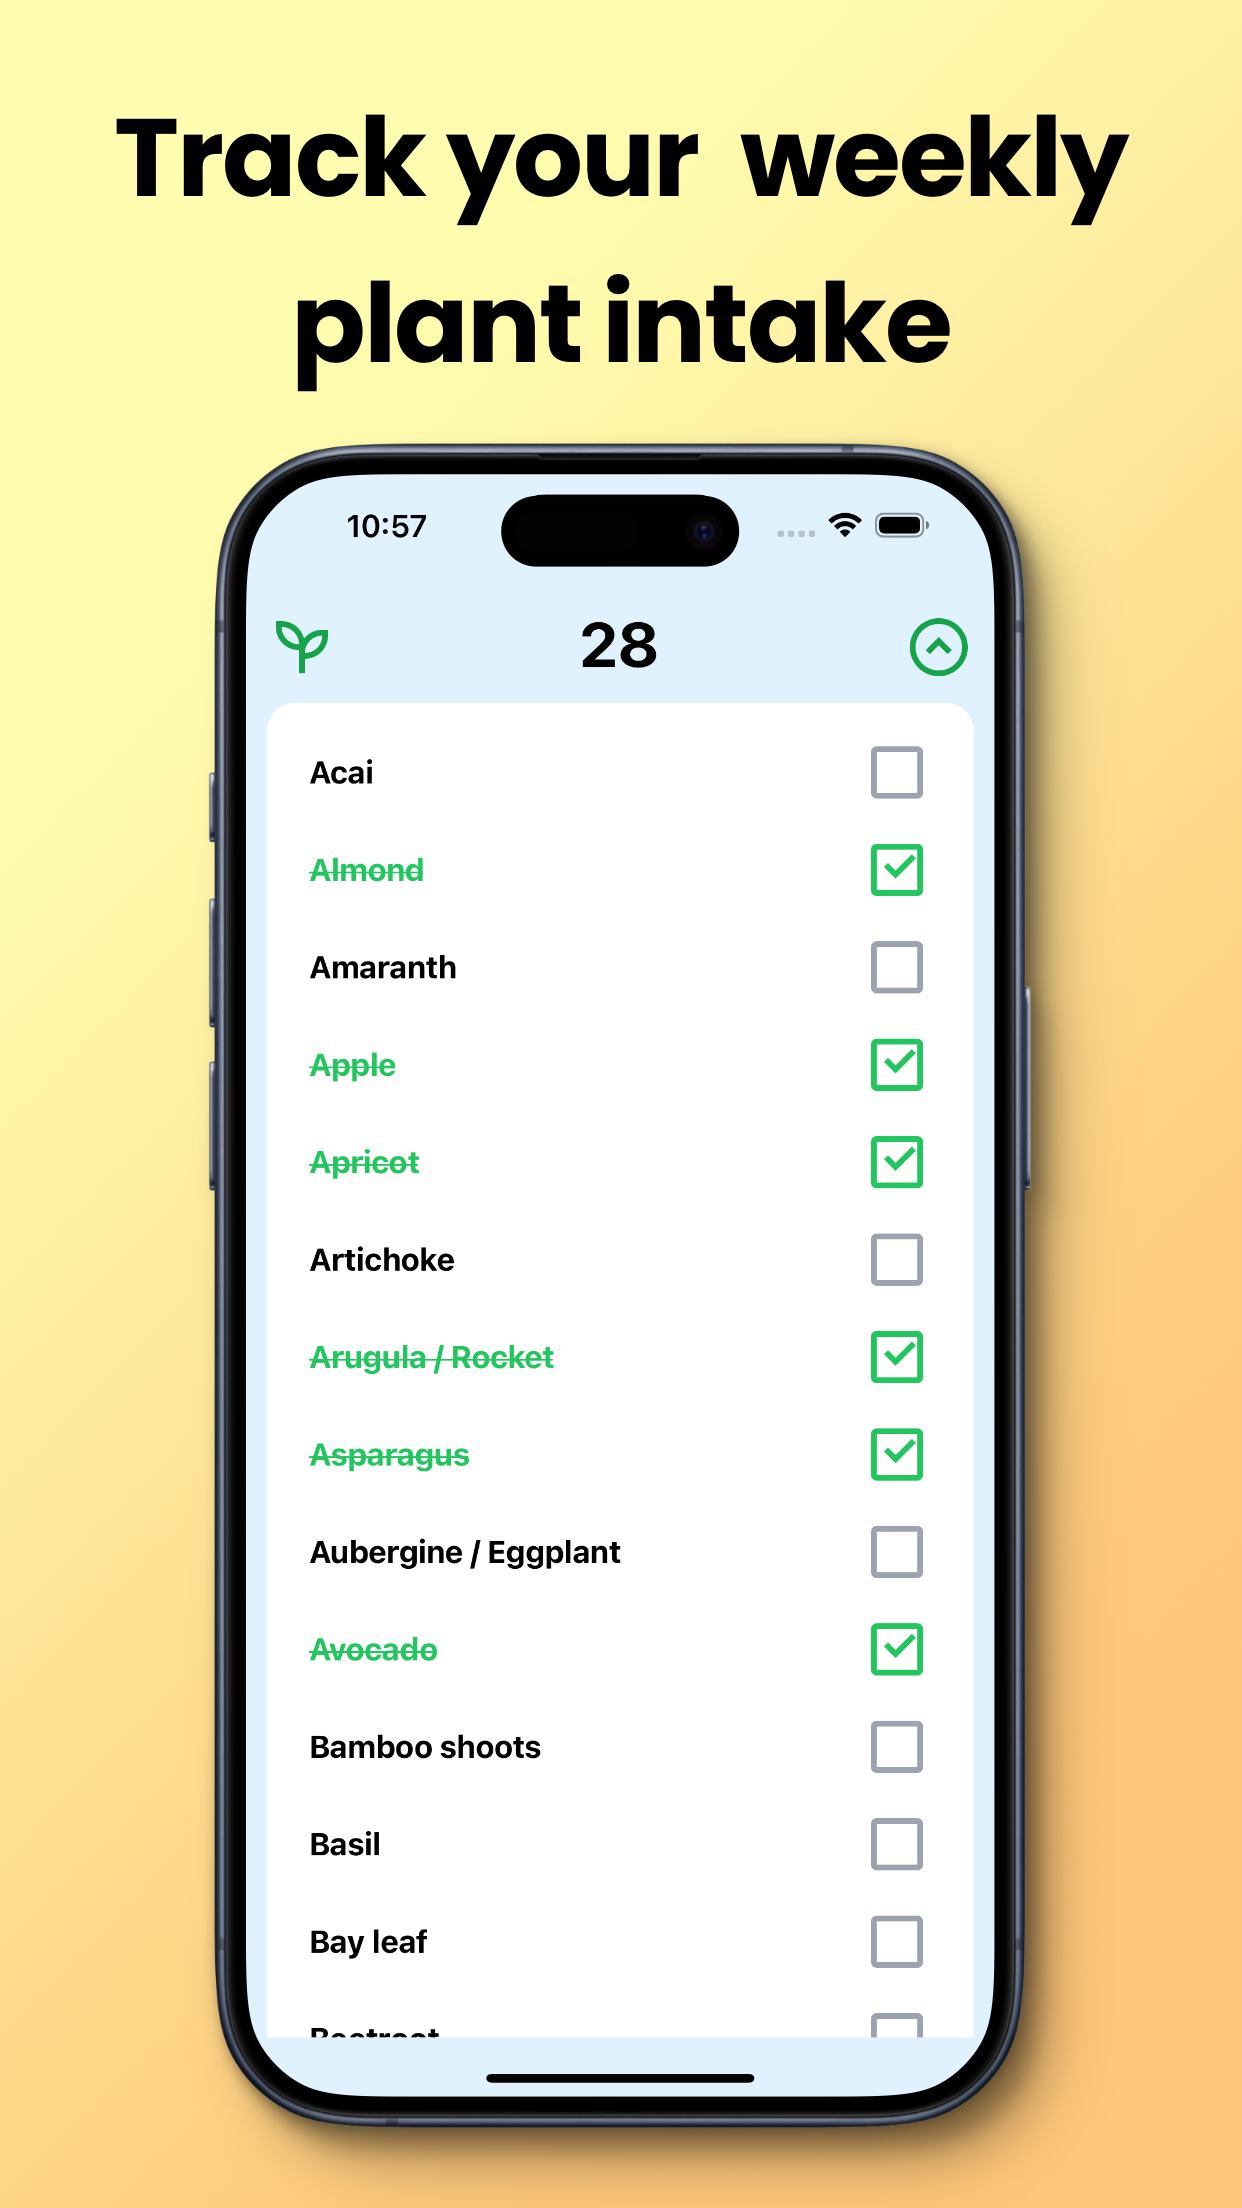 Track your weekly
plant intake
10:57
28
Acai
Almond
Amaranth
Apple
Apricot
Artichoke
Arugula / Rocket
Asparagus
Aubergine / Eggplant
Avocado
Bamboo shoots
Basil
Bay leaf
Beetroot